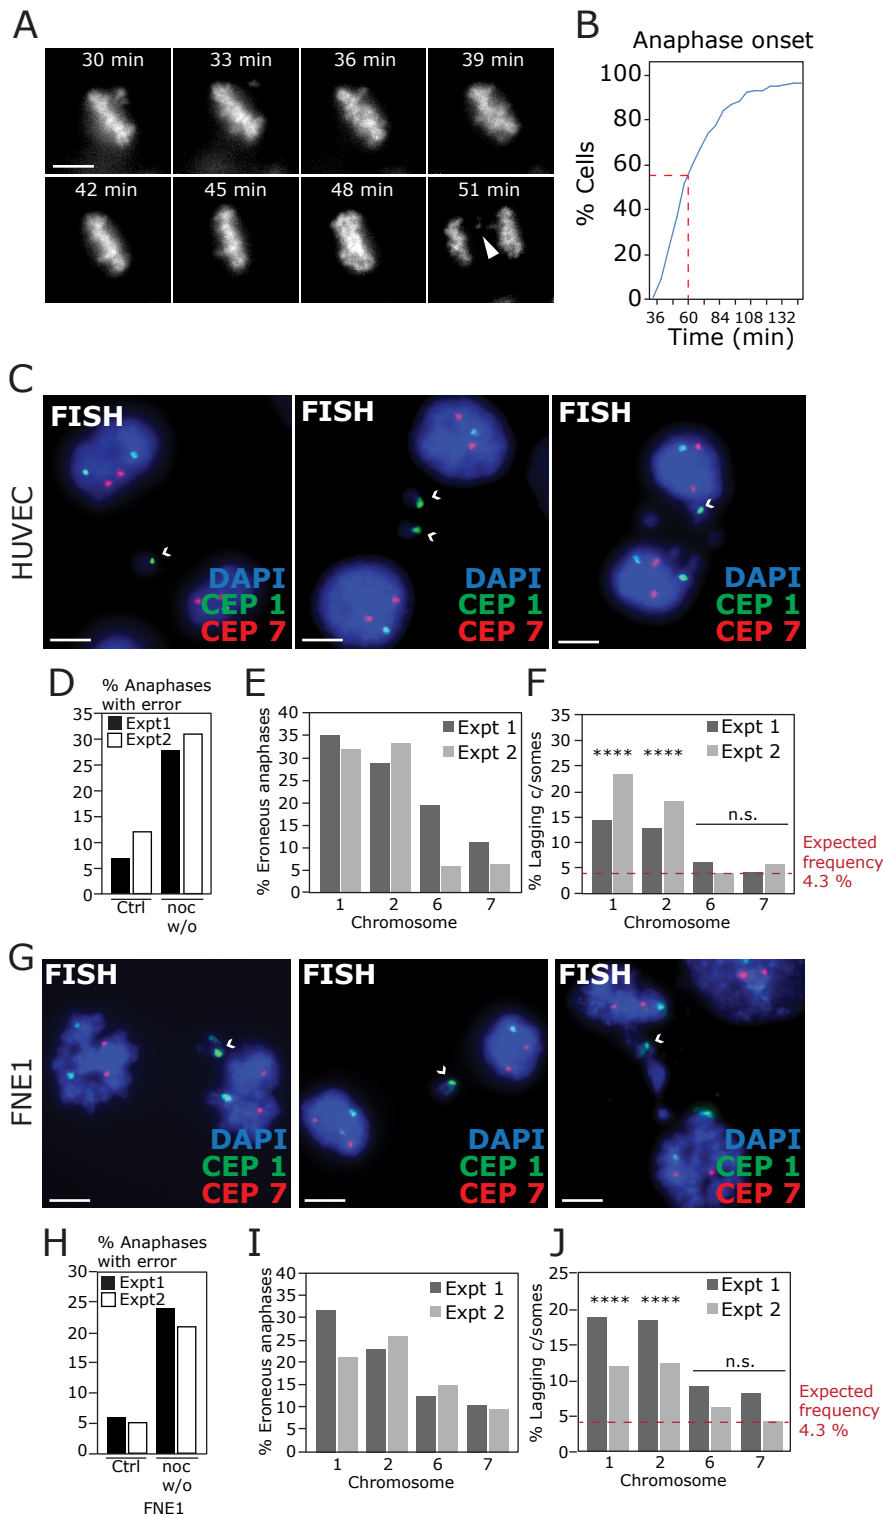 A
30 min
33 min
36 min
39 min
42 min
45 min
48 min
51 min
B
Anaphase onset
% Cells
100
80
60
40
20
0
36 60 84 108 132
Time (min)
C
HUVEC
FISH
DAPI
CEP 1
CEP 7
FISH
DAPI
CEP 1
CEP 7
FISH
DAPI
CEP 1
CEP 7
D
% Anaphases
with error
Expt1
Expt2
35
30
25
20
15
10
5
0
Ctrl
noc
w/o
E
% Eroneous anaphases
40
35
30
25
20
15
10
5
0
Expt 1
Expt 2
1 2 6 7
Chromosome
F
% Lagging c/somes
35
30
25
20
15
10
5
0
Expt 1
Expt 2
**** ****
n.s.
Expected
frequency
4.3 %
1 2 6 7
Chromosome
G
FNE1
FISH
DAPI
CEP 1
CEP 7
FISH
DAPI
CEP 1
CEP 7
FISH
DAPI
CEP 1
CEP 7
H
% Anaphases
with error
Expt1
Expt2
30
25
20
15
10
5
0
Ctrl
noc
w/o
FNE1
I
% Eroneous anaphases
40
35
30
25
20
15
10
5
0
Expt 1
Expt 2
1 2 6 7
Chromosome
J
% Lagging c/somes
25
20
15
10
5
0
Expt 1
Expt 2
**** ****
n.s.
Expected
frequency
4.3 %
1 2 6 7
Chromosome